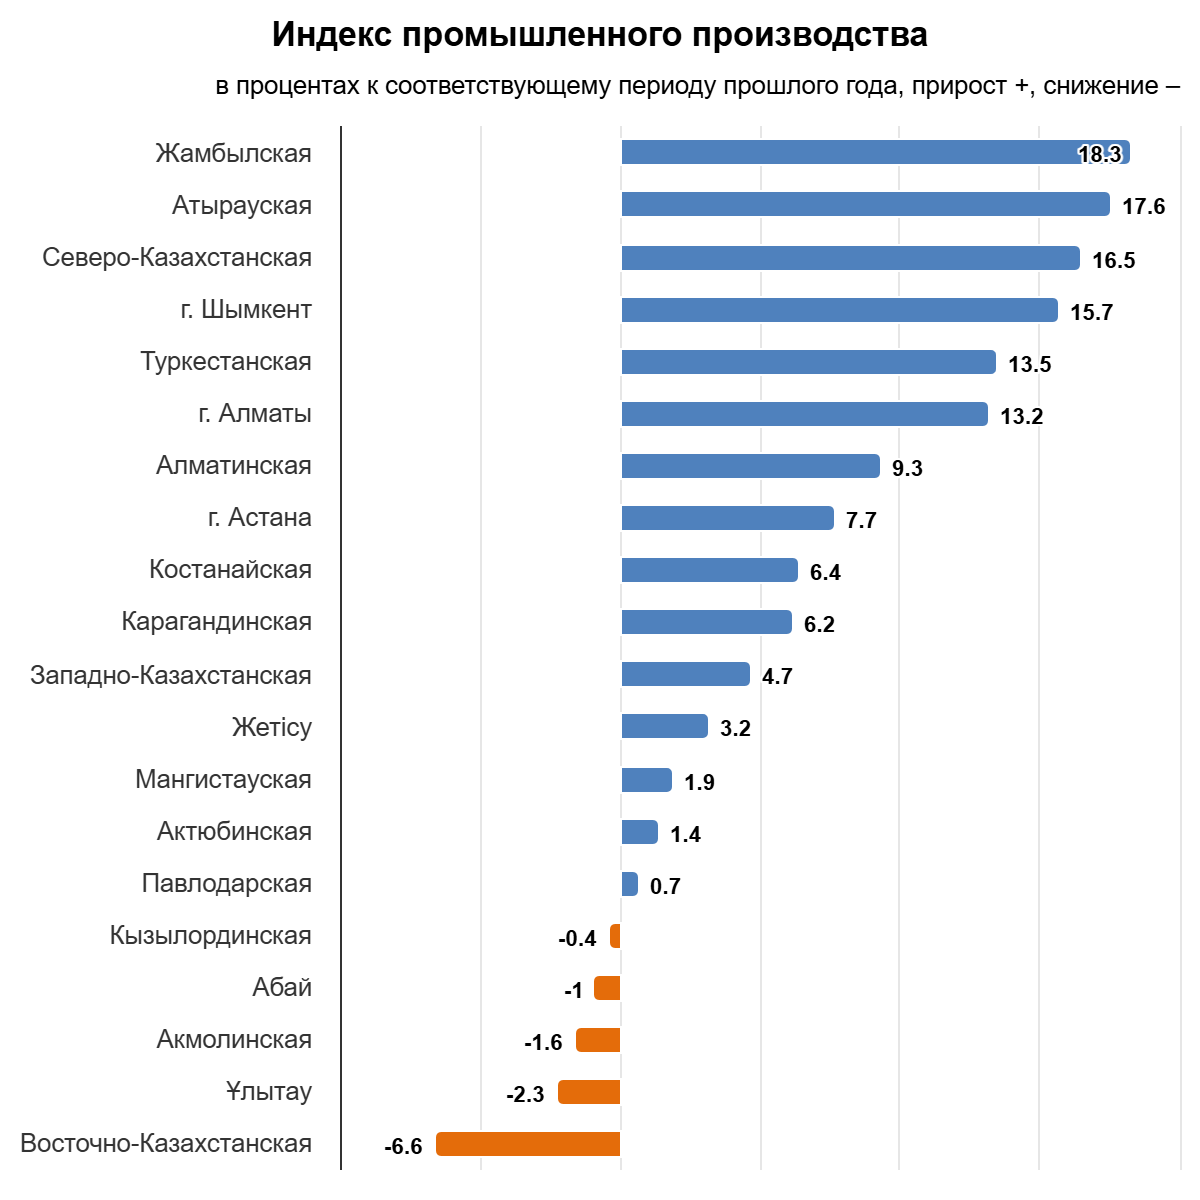 Индекс промышленного производства
в процентах к соответствующему периоду прошлого года, прирост +, снижение –
Жамбылская 18.3
Атырауская 17.6
Северо-Казахстанская 16.5
г. Шымкент 15.7
Туркестанская 13.5
г. Алматы 13.2
Алматинская 9.3
г. Астана 7.7
Костанайская 6.4
Карагандинская 6.2
Западно-Казахстанская 4.7
Жетісу 3.2
Мангистауская 1.9
Актюбинская 1.4
Павлодарская 0.7
Кызылординская -0.4
Абай -1
Акмолинская -1.6
Ұлытау -2.3
Восточно-Казахстанская -6.6